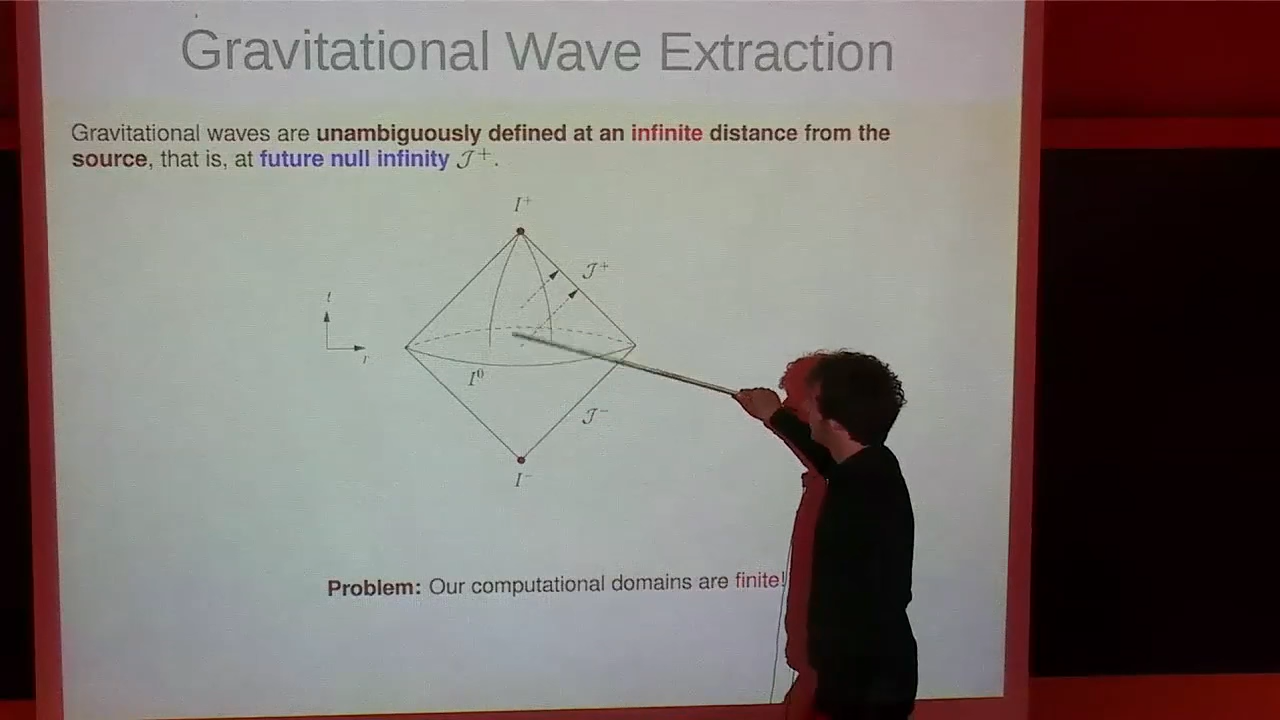 Gravitational Wave Extraction
Gravitational waves are unambiguously defined at an infinite distance from the
source, that is, at future null infinity 𝒥⁺.
I⁺
𝒥⁺
t
r
I⁰
𝒥⁻
I⁻
Problem: Our computational domains are finite!